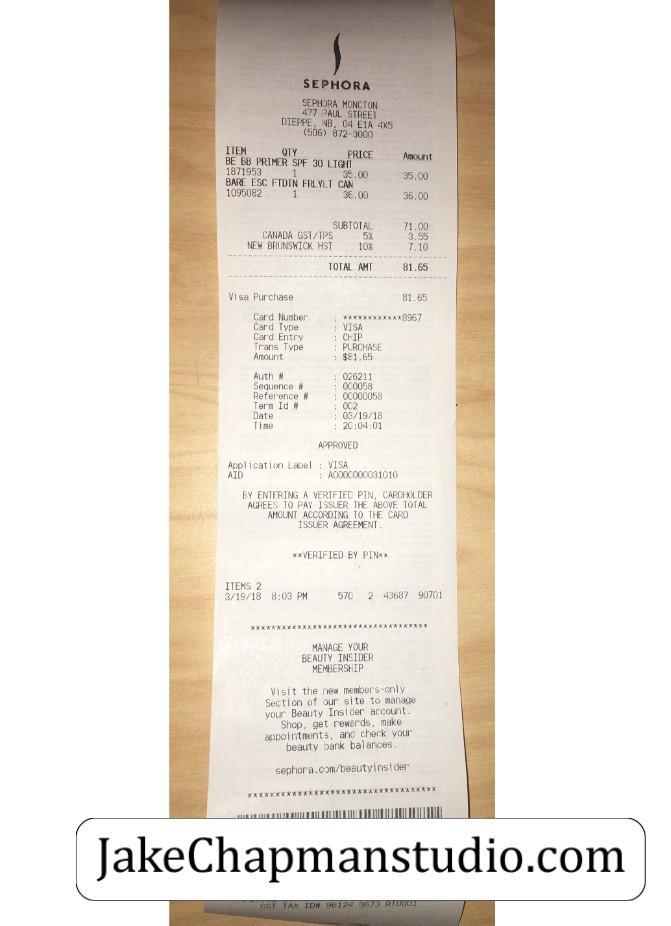 SEPHORA
SEPHORA MONCTON
477 PAUL STREET
DIEPPE, NB, 04 E1A 4X5
(506) 872-3000
ITEM QTY PRICE Amount
BE BB PRIMER SPF 30 LIGHT
1871953 1 35.00 35.00
BARE ESC FTDTN FRLYLT CAN
1095082 1 36.00 36.00
SUBTOTAL 71.00
CANADA GST/TPS 5% 3.55
NEW BRUNSWICK HST 10% 7.10
TOTAL AMT 81.65
Visa Purchase 81.65
Card Number : ************8967
Card Type : VISA
Card Entry : CHIP
Trans Type : PURCHASE
Amount : $81.65
Auth # : 026211
Sequence # : 000058
Reference # : 00000058
Term Id # : 002
Date : 03/19/18
Time : 20:04:01
APPROVED
Application Label : VISA
AID : A0000000031010
BY ENTERING A VERIFIED PIN, CARDHOLDER
AGREES TO PAY ISSUER THE ABOVE TOTAL
AMOUNT ACCORDING TO THE CARD
ISSUER AGREEMENT.
**VERIFIED BY PIN**
ITEMS 2
3/19/18 8:03 PM 570 2 43687 90701
***********************************
MANAGE YOUR
BEAUTY INSIDER
MEMBERSHIP
Visit the new members-only
Section of our site to manage
your Beauty Insider account.
Shop, get rewards, make
appointments, and check your
beauty bank balances.
sephora.com/beautyinsider
***********************************
JakeChapmanstudio.com
GST TAX ID# 96124 3673 RT0001